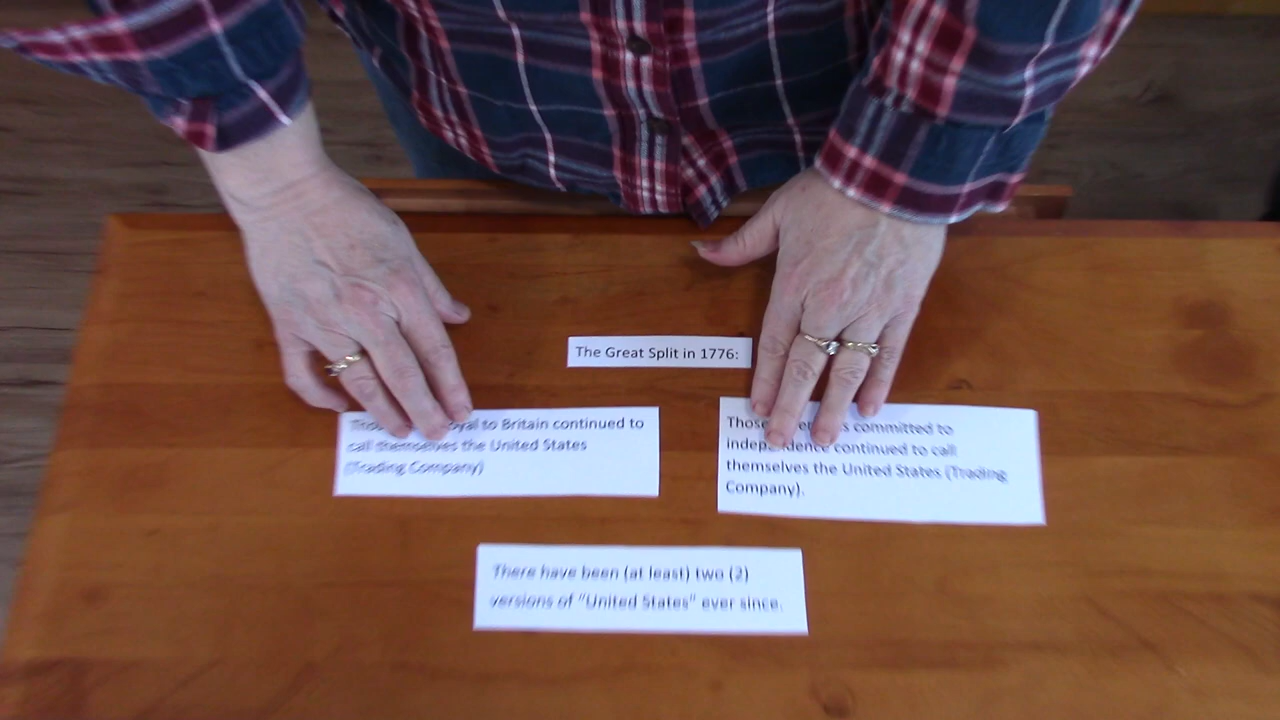 The Great Split in 1776:
loyal to Britain continued to
call themselves the United States
(Trading Company)
Those committed to
independence continued to call
themselves the United States (Trading
Company).
There have been (at least) two (2)
versions of "United States" ever since.